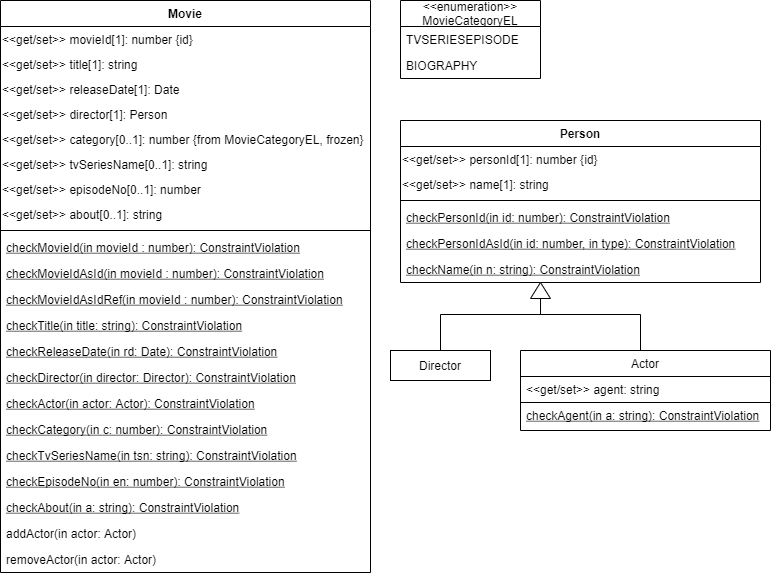 Movie
<<get/set>> movieId[1]: number {id}
<<get/set>> title[1]: string
<<get/set>> releaseDate[1]: Date
<<get/set>> director[1]: Person
<<get/set>> category[0..1]: number {from MovieCategoryEL, frozen}
<<get/set>> tvSeriesName[0..1]: string
<<get/set>> episodeNo[0..1]: number
<<get/set>> about[0..1]: string
checkMovieId(in movieId : number): ConstraintViolation
checkMovieIdAsId(in movieId : number): ConstraintViolation
checkMovieIdAsIdRef(in movieId : number): ConstraintViolation
checkTitle(in title: string): ConstraintViolation
checkReleaseDate(in rd: Date): ConstraintViolation
checkDirector(in director: Director): ConstraintViolation
checkActor(in actor: Actor): ConstraintViolation
checkCategory(in c: number): ConstraintViolation
checkTvSeriesName(in tsn: string): ConstraintViolation
checkEpisodeNo(in en: number): ConstraintViolation
checkAbout(in a: string): ConstraintViolation
addActor(in actor: Actor)
removeActor(in actor: Actor)
<<enumeration>>
MovieCategoryEL
TVSERIESEPISODE
BIOGRAPHY
Person
<<get/set>> personId[1]: number {id}
<<get/set>> name[1]: string
checkPersonId(in id: number): ConstraintViolation
checkPersonIdAsId(in id: number, in type): ConstraintViolation
checkName(in n: string): ConstraintViolation
Director
Actor
<<get/set>> agent: string
checkAgent(in a: string): ConstraintViolation